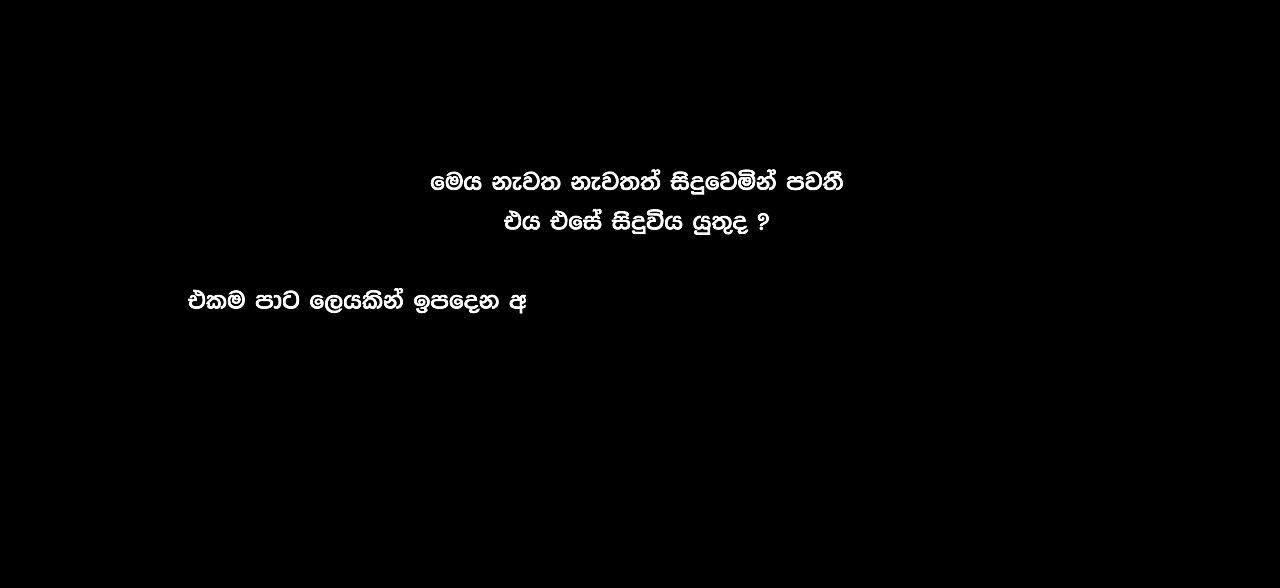 මෙය නැවත නැවතත් සිදුවෙමින් පවතී
එය එසේ සිදුවිය යුතුද ?
එකම පාට ලෙයකින් ඉපදෙන අ